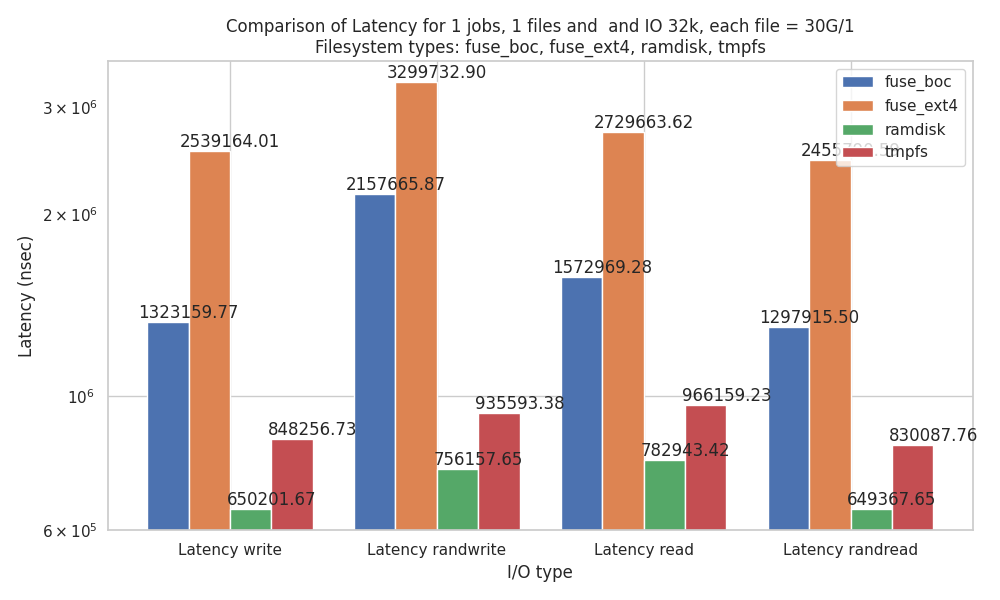 Comparison of Latency for 1 jobs, 1 files and  and IO 32k, each file = 30G/1
Filesystem types: fuse_boc, fuse_ext4, ramdisk, tmpfs
fuse_boc
fuse_ext4
ramdisk
tmpfs
Latency (nsec)
3 × 10⁶
2 × 10⁶
10⁶
6 × 10⁵
1323159.77
2539164.01
650201.67
848256.73
2157665.87
3299732.90
756157.65
935593.38
1572969.28
2729663.62
782943.42
966159.23
1297915.50
649367.65
830087.76
Latency write
Latency randwrite
Latency read
Latency randread
I/O type